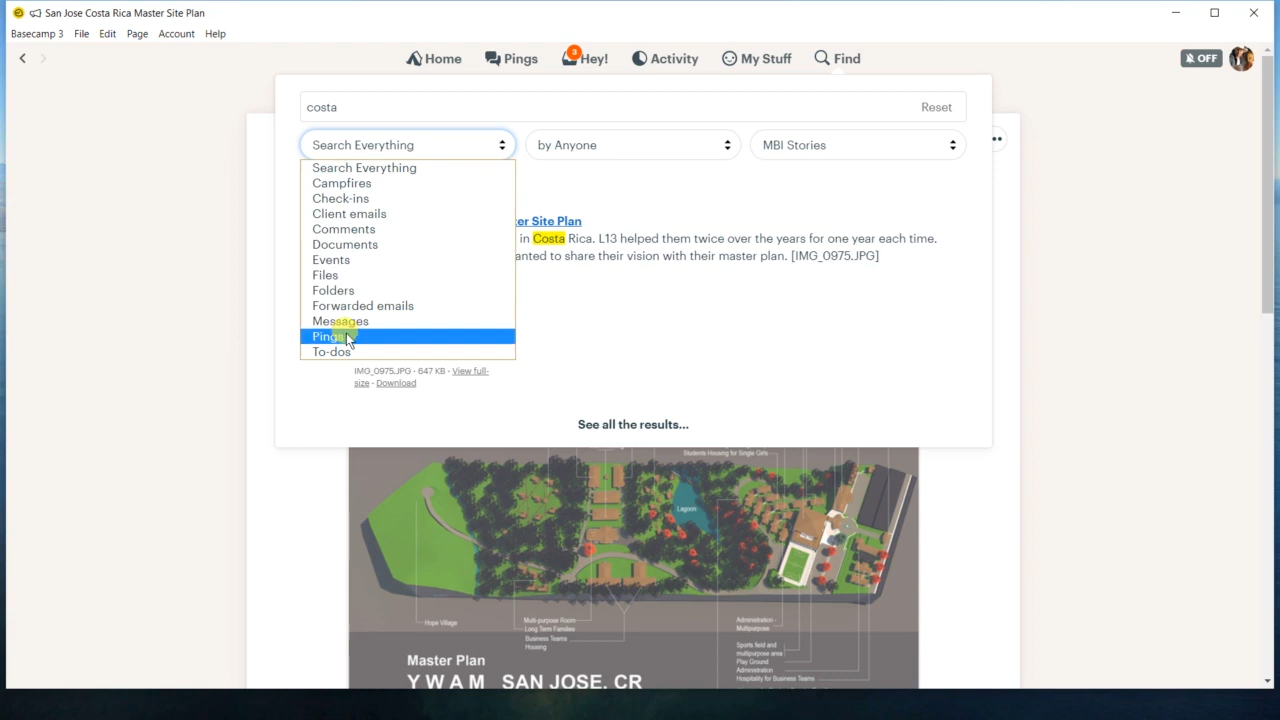 San Jose Costa Rica Master Site Plan
Basecamp 3 File Edit Page Account Help
Home Pings 3 Hey! Activity My Stuff Find OFF
costa Reset
Search Everything by Anyone MBI Stories
Search Everything
Campfires
Check-ins
Client emails
Comments
Documents
Events
Files
Folders
Forwarded emails
Messages
Pings
To-dos
er Site Plan
in Costa Rica. L13 helped them twice over the years for one year each time.
anted to share their vision with their master plan. [IMG_0975.JPG]
IMG_0975.JPG · 647 KB · View full-
size · Download
See all the results...
Students Housing for Single Girls
Lagoon
Hope Village
Multi-purpose Room
Long Term Families
Business Teams
Housing
Administration -
Multipurpose
Sports field and
multipurpose area
Play Ground
Administration
Hospitality for Business Teams
Master Plan
YWAM SAN JOSE, CR